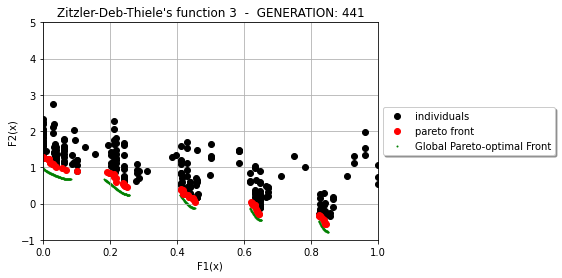 Zitzler-Deb-Thiele's function 3 - GENERATION: 441
5
4
3
2
1
0
−1
F2(x)
0.0 0.2 0.4 0.6 0.8 1.0
F1(x)
individuals
pareto front
Global Pareto-optimal Front